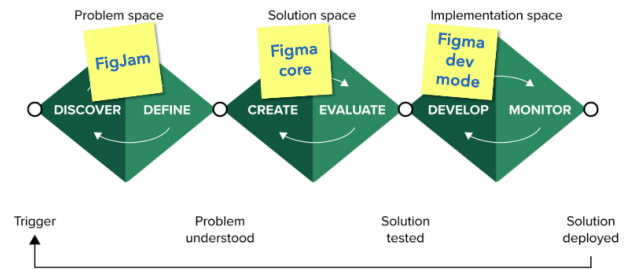 Problem space
Solution space
Implementation space
FigJam
Figma
core
Figma
dev
mode
DISCOVER
DEFINE
CREATE
EVALUATE
DEVELOP
MONITOR
Trigger
Problem
understood
Solution
tested
Solution
deployed